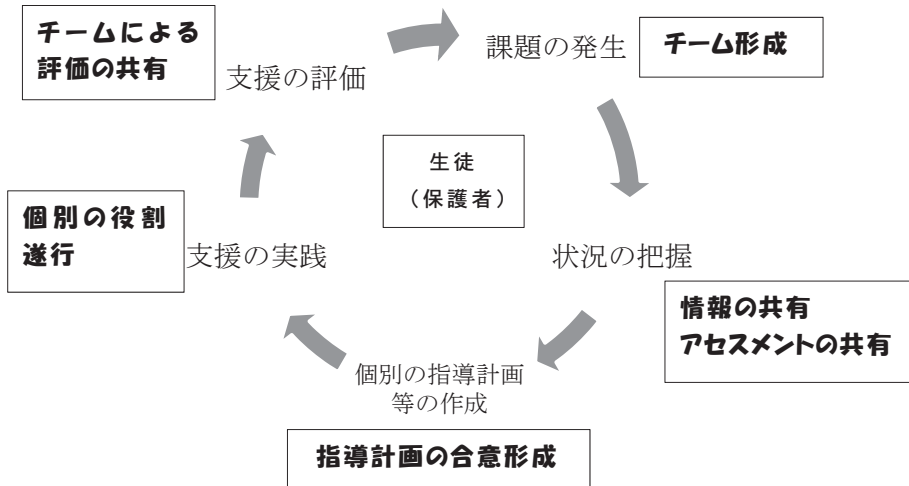 チームによる
評価の共有
支援の評価
課題の発生
チーム形成
生徒
（保護者）
個別の役割
遂行
支援の実践
状況の把握
情報の共有
アセスメントの共有
個別の指導計画
等の作成
指導計画の合意形成